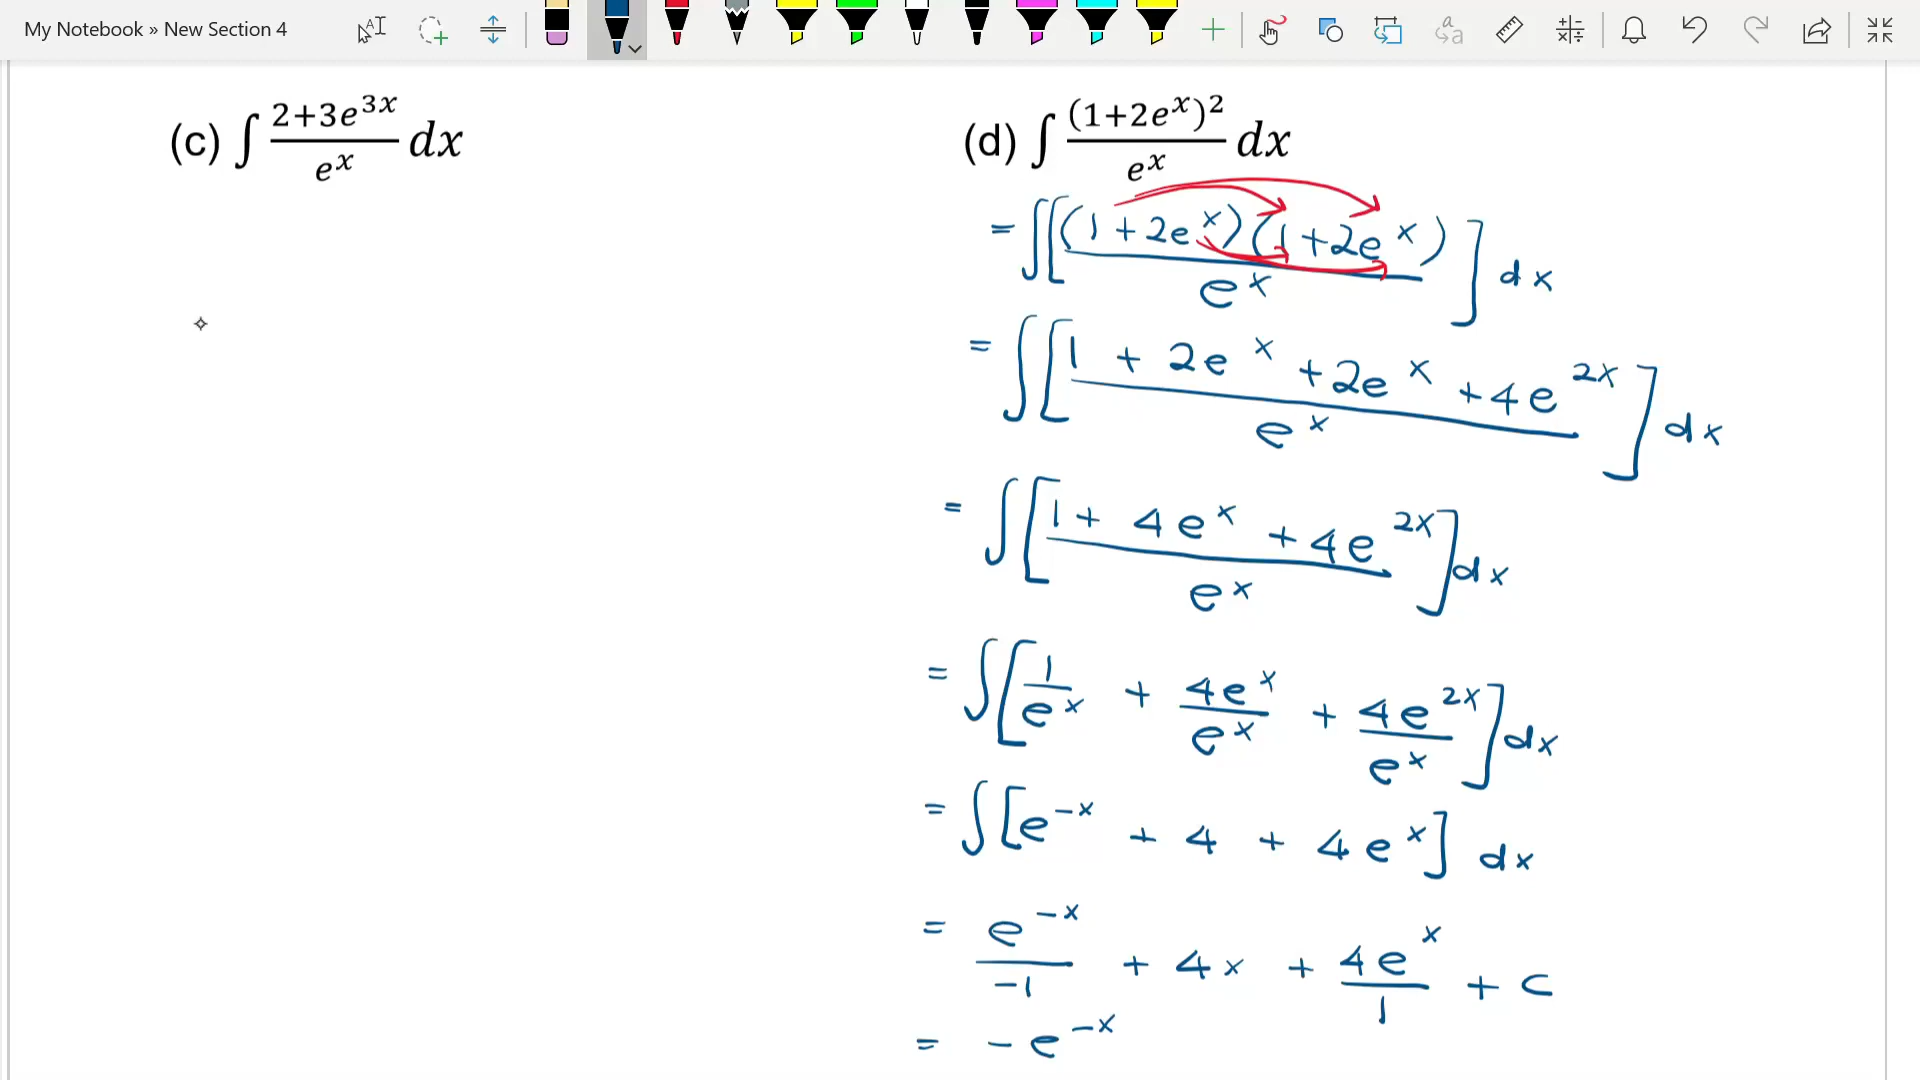 My Notebook » New Section 4
(c) ∫ (2+3e^{3x})/(e^x) dx
(d) ∫ ((1+2e^x)^2)/(e^x) dx
= ∫[((1 + 2e^x)(1 + 2e^x))/(e^x)] dx
= ∫[(1 + 2e^x + 2e^x + 4e^{2x})/(e^x)] dx
= ∫[(1 + 4e^x + 4e^{2x})/(e^x)] dx
= ∫[1/(e^x) + (4e^x)/(e^x) + (4e^{2x})/(e^x)] dx
= ∫[e^{-x} + 4 + 4e^x] dx
= (e^{-x})/(-1) + 4x + (4e^x)/1 + c
= - e^{-x}